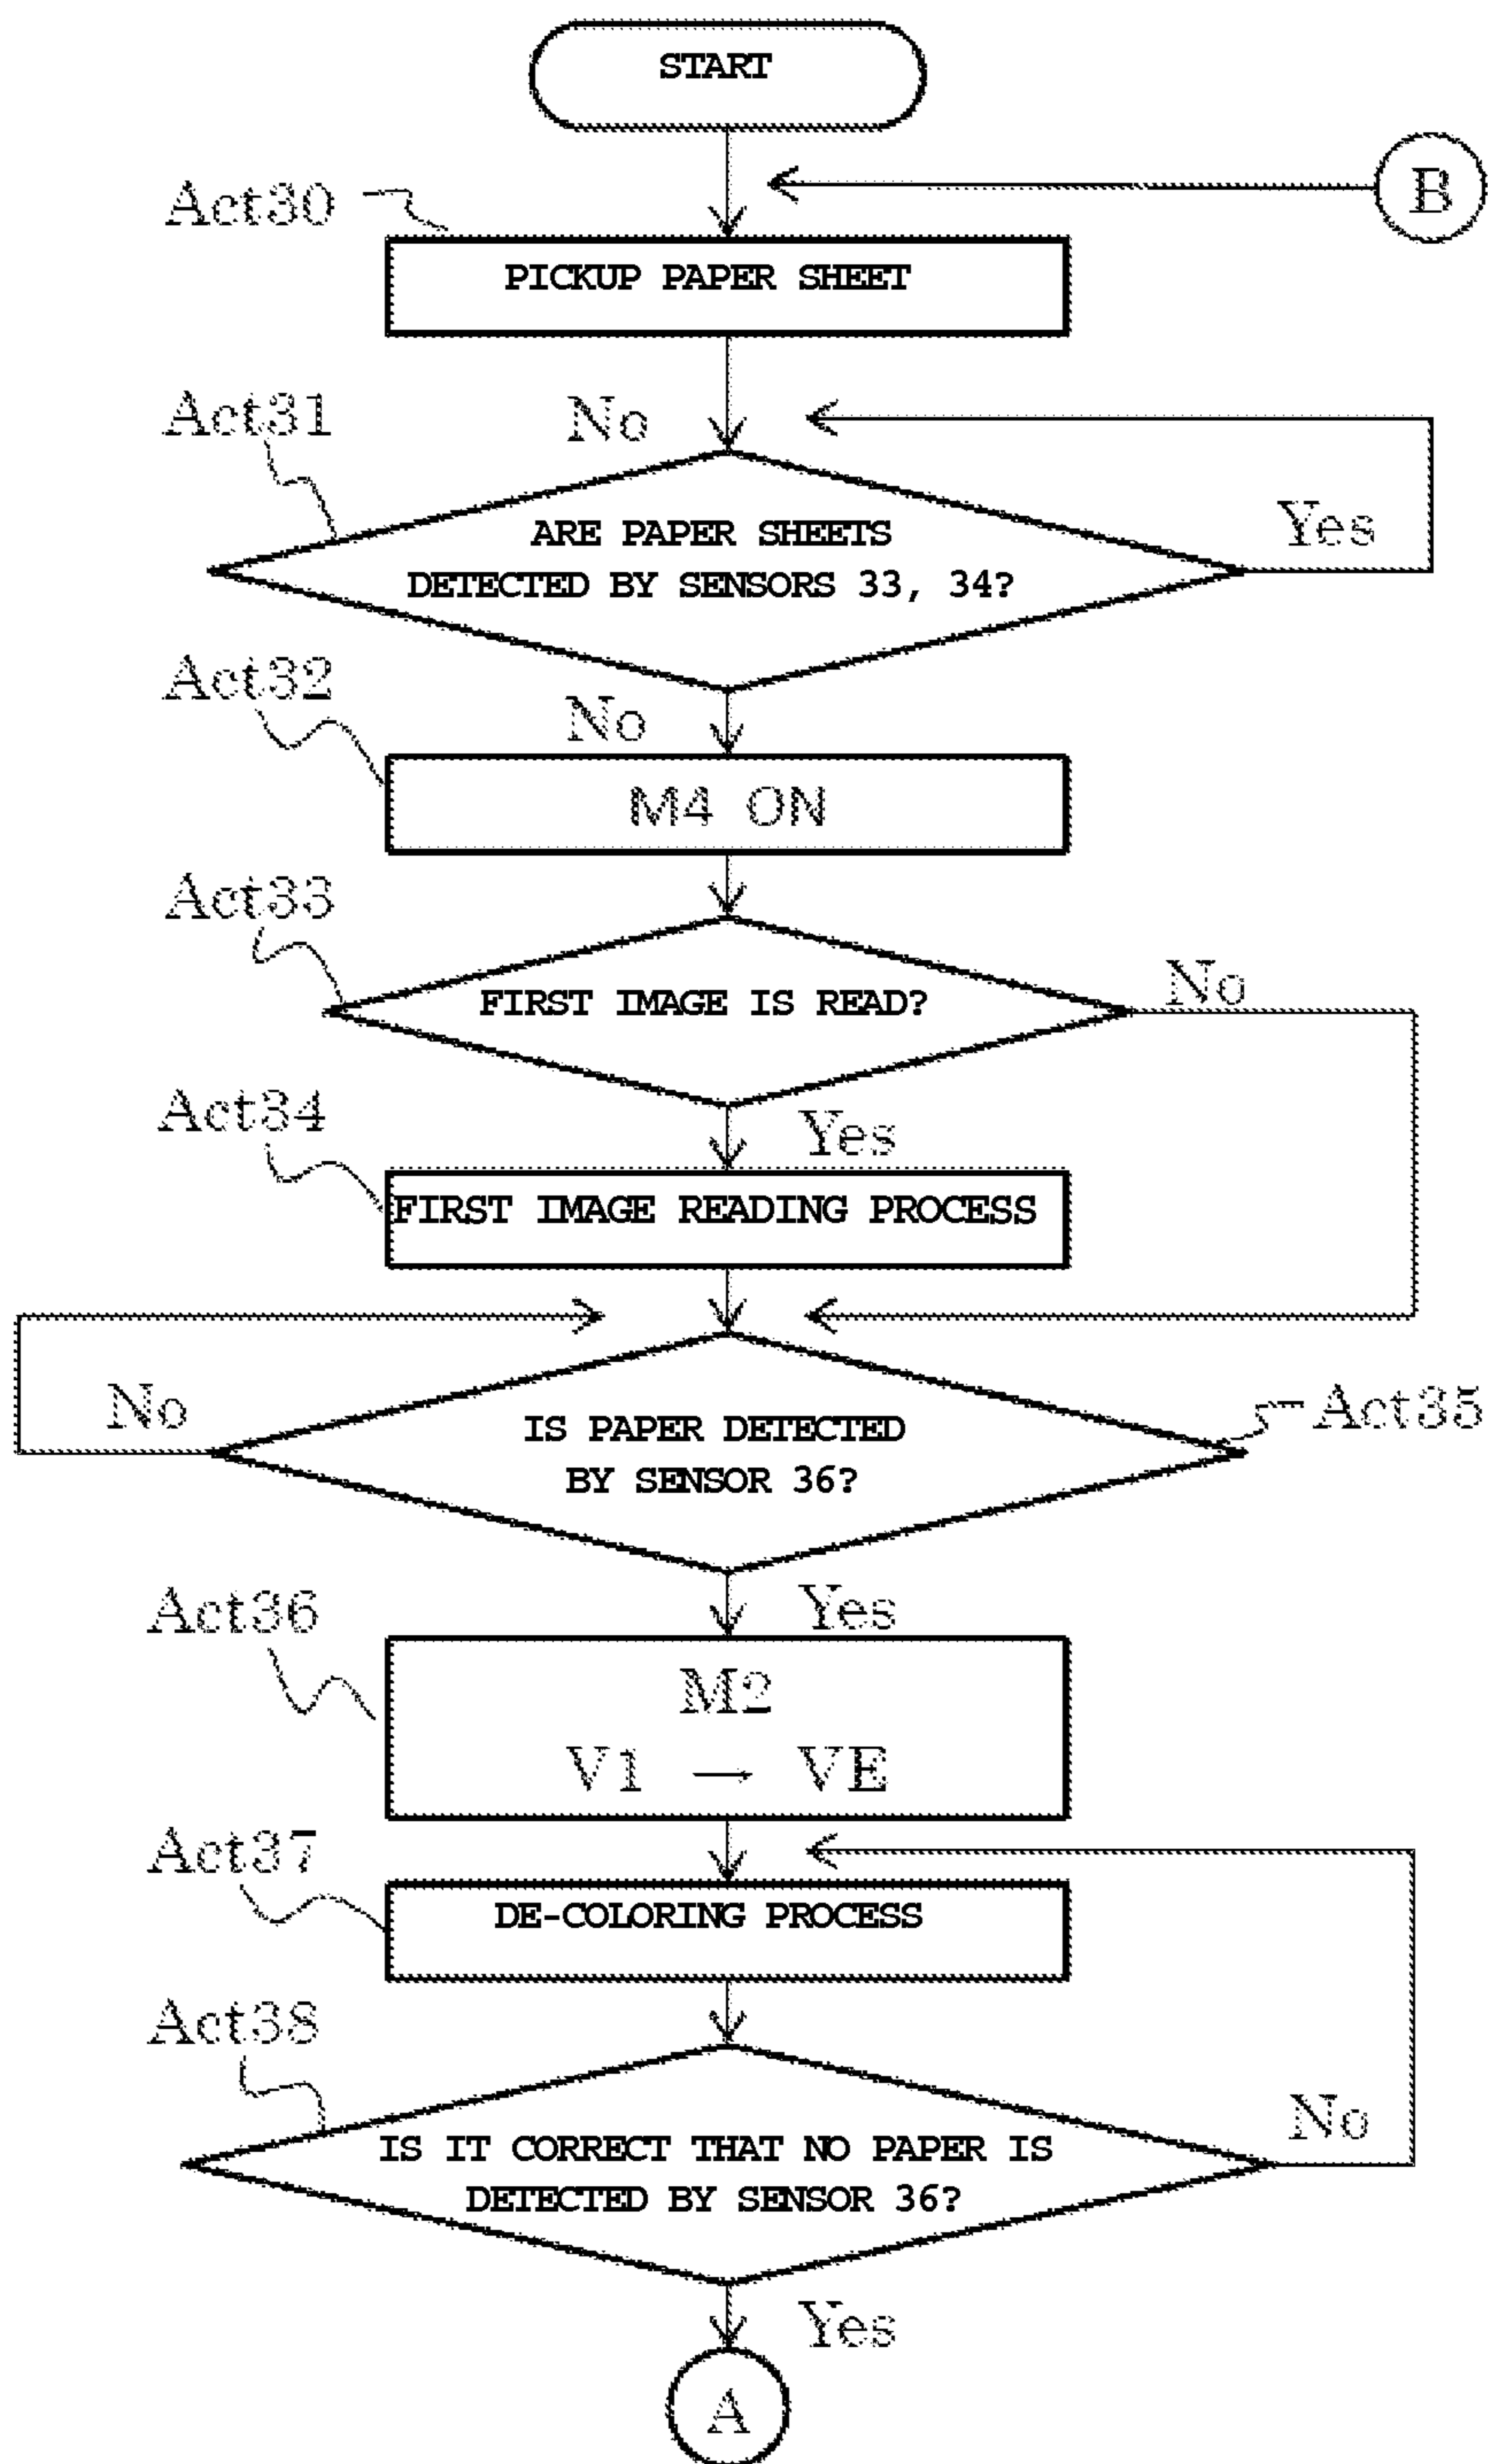 START
B
Act30
PICKUP PAPER SHEET
No
Act31
ARE PAPER SHEETS
DETECTED BY SENSORS 33, 34?
Yes
Act32
No
M4 ON
Act33
FIRST IMAGE IS READ?
No
Act34
Yes
FIRST IMAGE READING PROCESS
No
IS PAPER DETECTED
BY SENSOR 36?
Act35
Act36
Yes
M2
V1 → VE
Act37
DE-COLORING PROCESS
Act38
IS IT CORRECT THAT NO PAPER IS
DETECTED BY SENSOR 36?
No
Yes
A